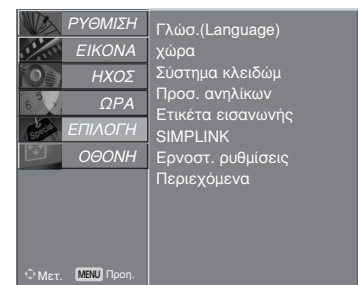 ΡΥΘΜΙΣΗ
ΕΙΚΟΝΑ
ΗΧΟΣ
ΩΡΑ
ΕΠΙΛΟΓΗ
ΟΘΟΝΗ
Γλώσ.(Language)
χώρα
Σύστημα κλειδώμ
Προσ. ανηλίκων
Ετικέτα εισανωνής
SIMPLINK
Ερνοστ. ρυθμίσεις
Περιεχόμενα
Μετ. MENU Προη.